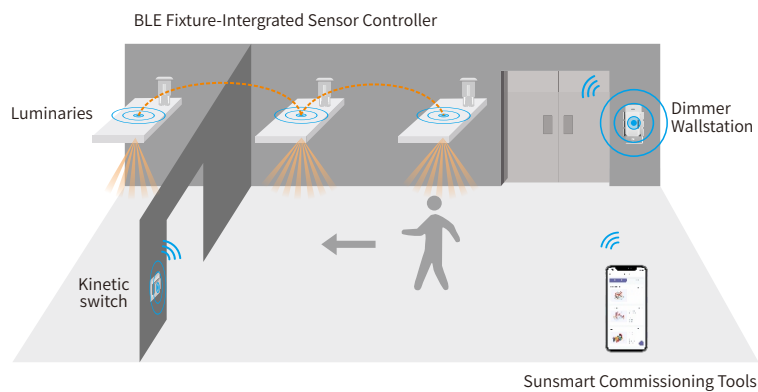 BLE Fixture-Intergrated Sensor Controller
Luminaries
Dimmer
Wallstation
Kinetic
switch
Sunsmart Commissioning Tools